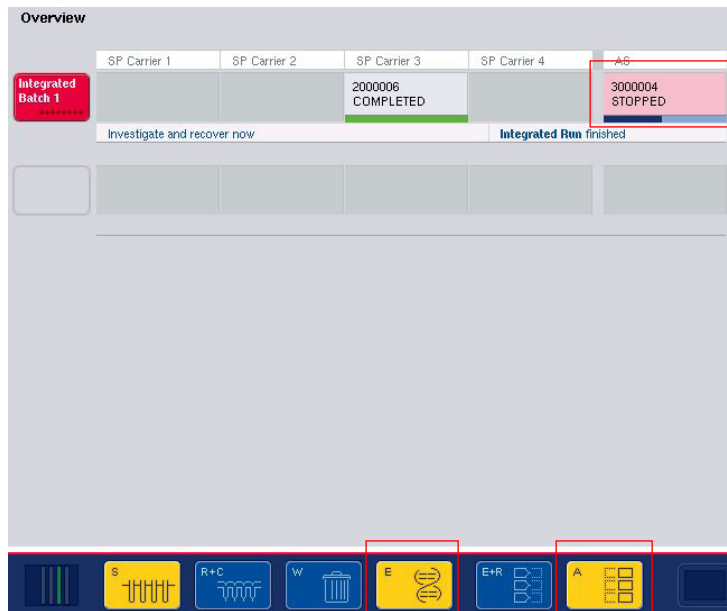 Overview
SP Carrier 1 SP Carrier 2 SP Carrier 3 SP Carrier 4 AS
Integrated
Batch 1
2000006
COMPLETED
3000004
STOPPED
Investigate and recover now Integrated Run finished
S R+C W E E+R A